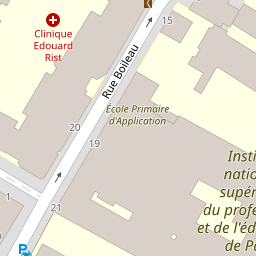 15
Clinique
Edouard
Rist
Rue Boileau
École Primaire
d'Application
20
19
Insti
natio
supér
du profe
et de l'éd
de Pa
1
21
P